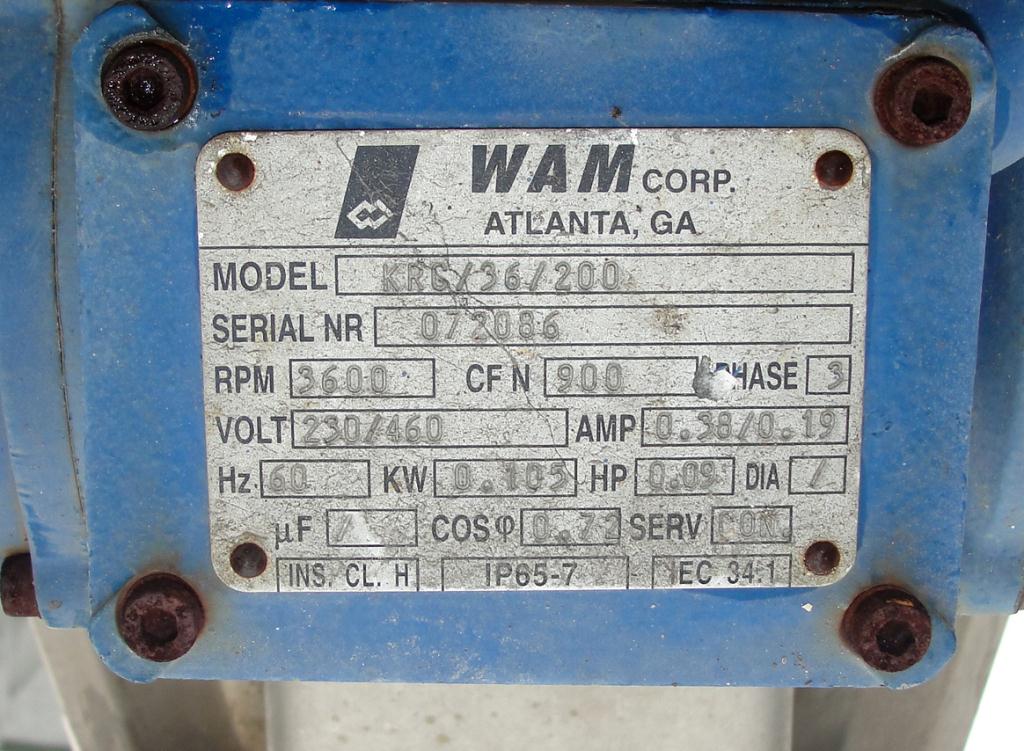 WAM CORP.
ATLANTA, GA
MODEL KRS/36/200
SERIAL NR 072086
RPM 3600 CF N 900 PHASE 3
VOLT 230/460 AMP 0.38/0.19
Hz 60 KW 0.105 HP 0.09 DIA /
µF / COS φ 0.72 SERV CON
INS. CL. H IP65-7 IEC 34:1